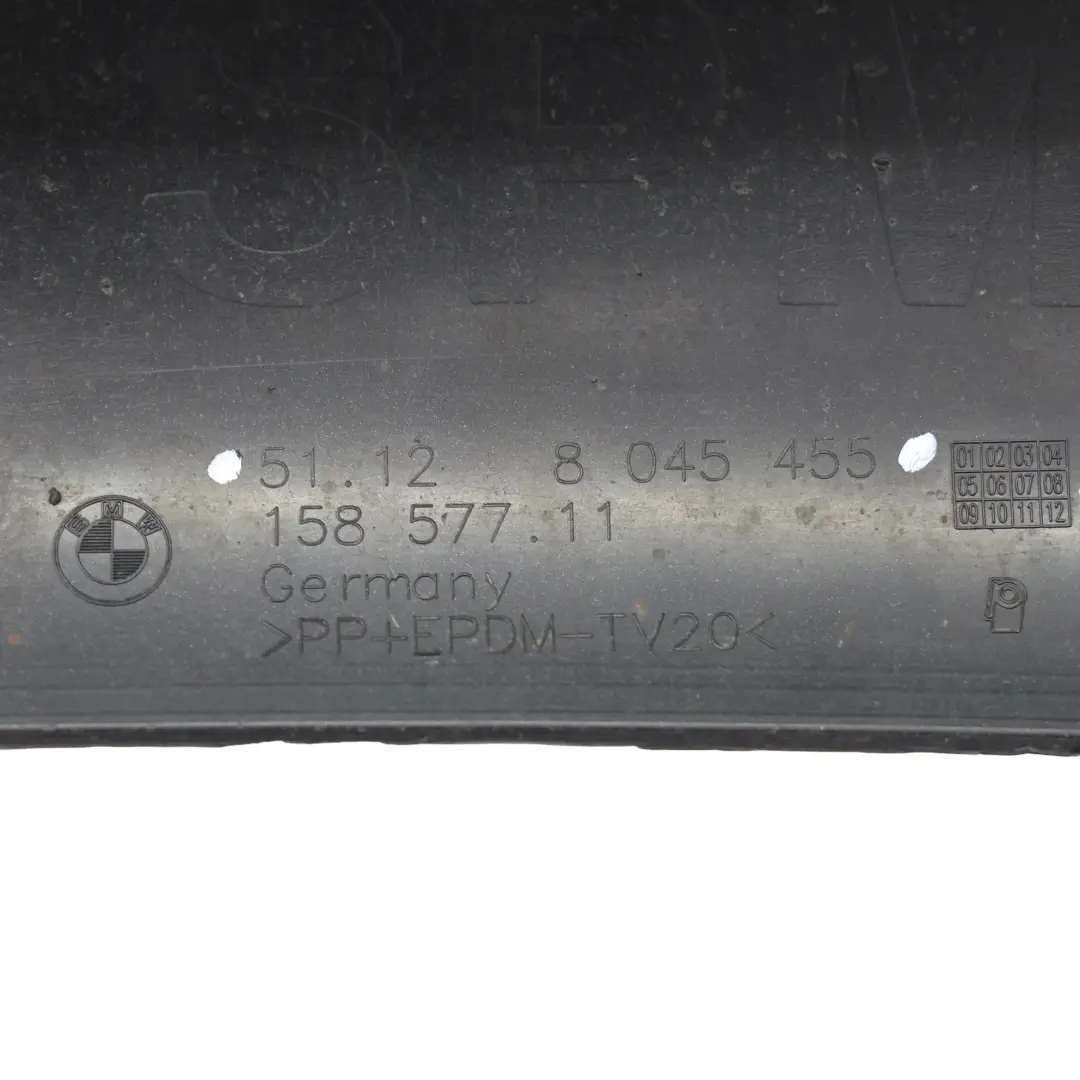 51.12 8 045 455
01 02 03 04
05 06 07 08
09 10 11 12
BMW
158 577.11
Germany
>PP+EPDM-TV20<